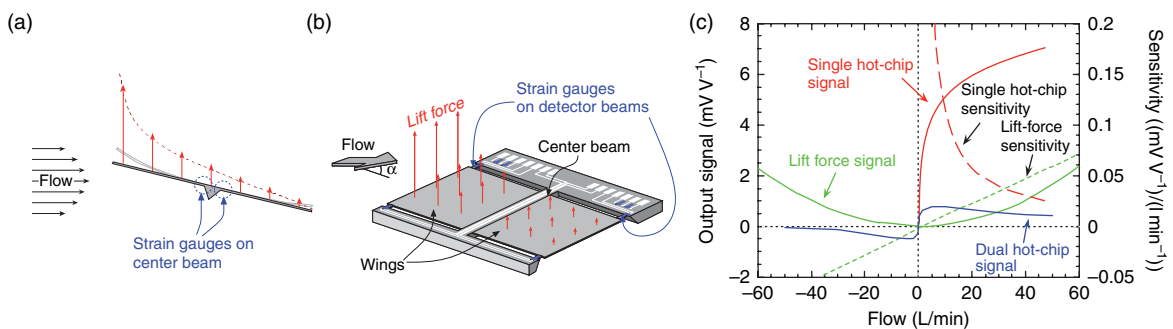 (a)
Flow
Strain gauges on
center beam
(b)
Flow
α
Lift force
Strain gauges
on detector beams
Center beam
Wings
(c)
Output signal (mV V–1)
8
6
4
2
0
–2
Single hot-chip
signal
Single hot-chip
sensitivity
Lift-force
sensitivity
Lift force signal
Dual hot-chip
signal
0.2
0.15
0.1
0.05
0
–0.05
Sensitivity ((mV V–1)/(l min–1))
–60 –40 –20 0 20 40 60
Flow (L/min)